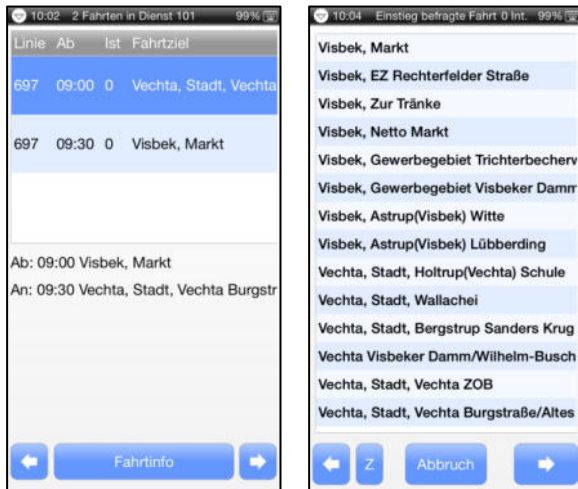 10:02 2 Fahrten in Dienst 101 99%
Linie Ab Ist Fahrtziel
697 09:00 0 Vechta, Stadt, Vechta
697 09:30 0 Visbek, Markt
Ab: 09:00 Visbek, Markt
An: 09:30 Vechta, Stadt, Vechta Burgstr
Fahrtinfo
10:04 Einstieg befragte Fahrt 0 Int. 99%
Visbek, Markt
Visbek, EZ Rechterfelder Straße
Visbek, Zur Tränke
Visbek, Netto Markt
Visbek, Gewerbegebiet Trichterbecherw
Visbek, Gewerbegebiet Visbeker Damm
Visbek, Astrup(Visbek) Witte
Visbek, Astrup(Visbek) Lübberding
Vechta, Stadt, Holtrup(Vechta) Schule
Vechta, Stadt, Wallachei
Vechta, Stadt, Bergstrup Sanders Krug
Vechta Visbeker Damm/Wilhelm-Busch
Vechta, Stadt, Vechta ZOB
Vechta, Stadt, Vechta Burgstraße/Altes
Z Abbruch